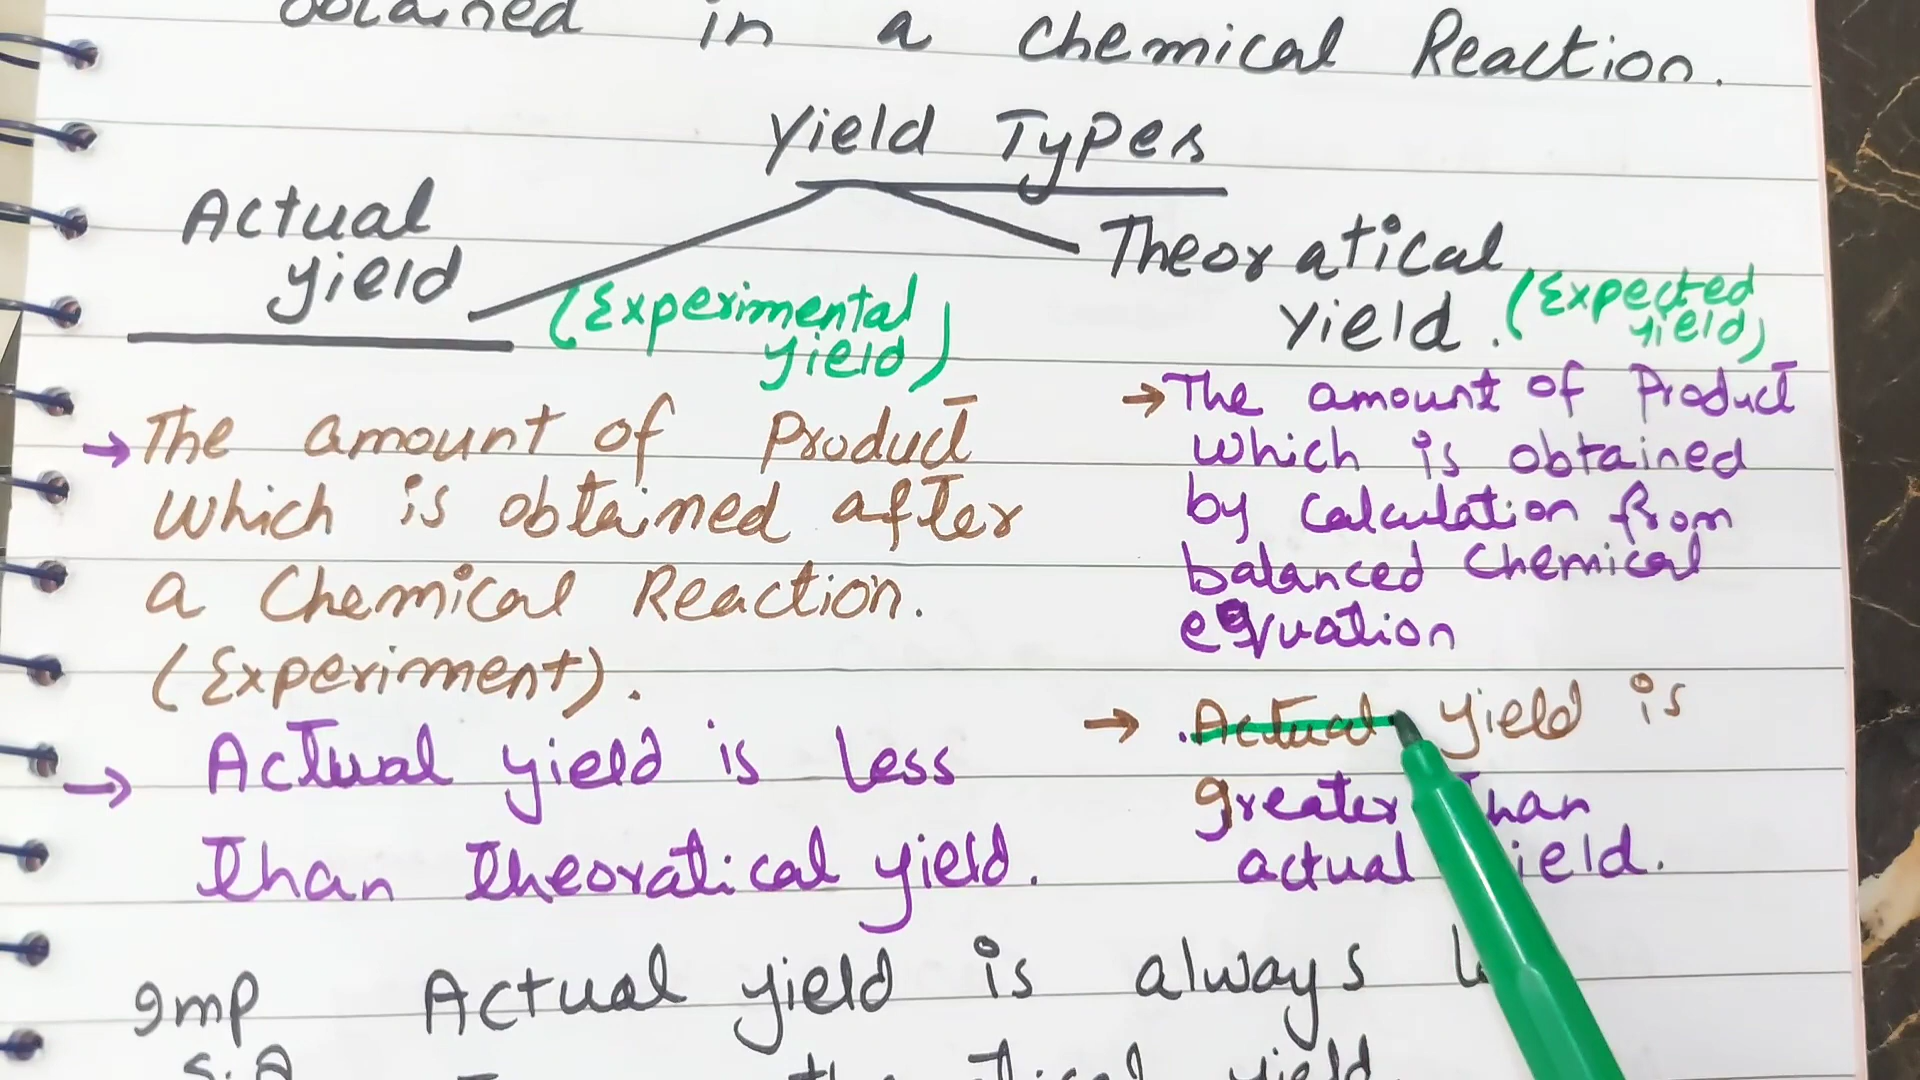 obtained in a Chemical Reaction.
Yield Types
Actual
yield
(Experimental
yield)
Theoratical
yield.
(Expected
yield)
→ The amount of Product
which is obtained after
a Chemical Reaction.
(Experiment).
→ Actual yield is Less
Than theoratical yield.
→ The amount of Product
which is obtained
by Calculation from
balanced Chemical
equation
→ Actual yield is
greater
actual
Imp Actual yield is always
S.Q
yield.